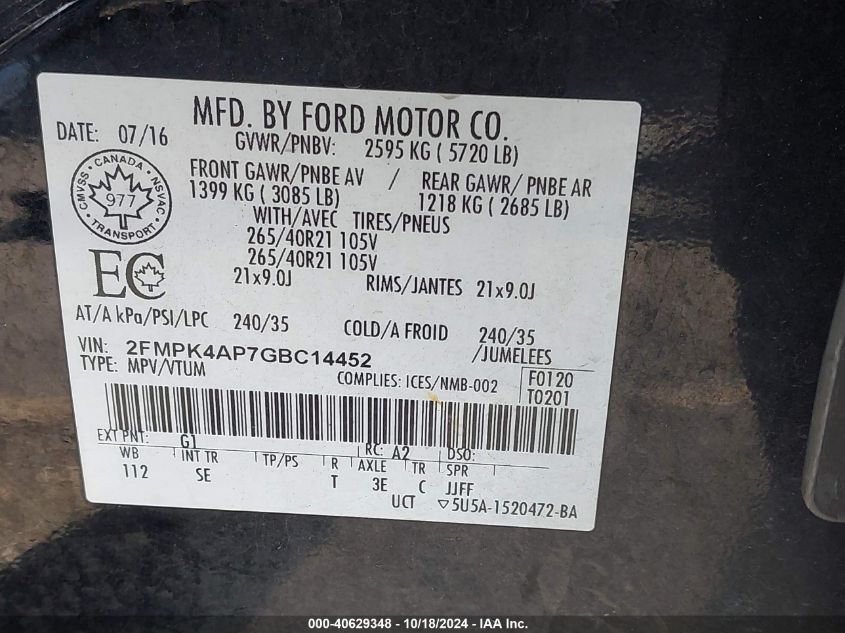 MFD. BY FORD MOTOR CO.
DATE: 07/16
GVWR/PNBV: 2595 KG ( 5720 LB)
FRONT GAWR/PNBE AV / REAR GAWR/ PNBE AR
1399 KG ( 3085 LB) 1218 KG ( 2685 LB)
CMVSS • CANADA • NSVAC • TRANSPORT •
977
WITH/AVEC TIRES/PNEUS
265/40R21 105V
265/40R21 105V
EC
21x9.0J RIMS/JANTES 21x9.0J
AT/A kPa/PSI/LPC 240/35 COLD/A FROID 240/35
/JUMELEES
VIN: 2FMPK4AP7GBC14452
TYPE: MPV/VTUM
COMPLIES: ICES/NMB-002
F0120
T0201
EXT PNT: G1 RC: A2 DSO:
WB INT TR TP/PS R AXLE TR SPR
112 SE T 3E C JJFF
UCT ▽5U5A-1520472-BA
000-40629348 | 10/18/2024 - IAA Inc.